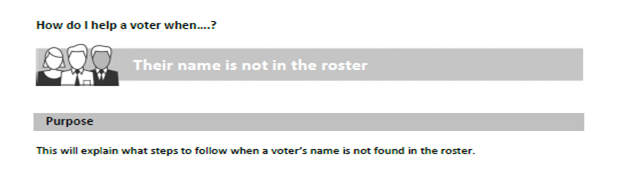 How do I help a voter when....?
Their name is not in the roster
Purpose
This will explain what steps to follow when a voter's name is not found in the roster.